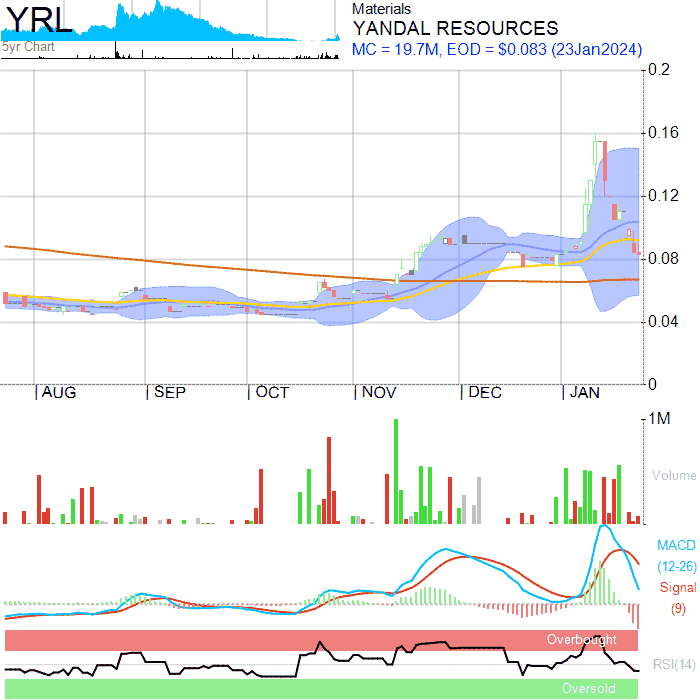 YRL
5yr Chart
Materials
YANDAL RESOURCES
MC = 19.7M, EOD = $0.083 (23Jan2024)
0.2
0.16
0.12
0.08
0.04
0
AUG SEP OCT NOV DEC JAN
1M
Volume
MACD
(12-26)
Signal
(9)
Overbought
RSI(14)
Oversold